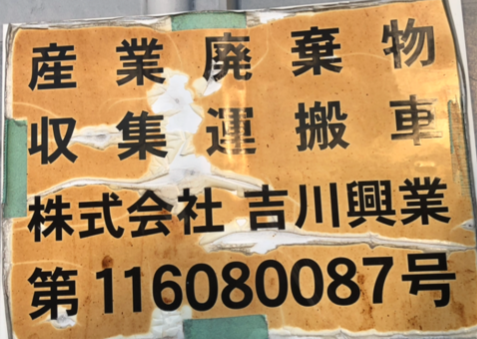 産業廃棄物
収集運搬車
株式会社 吉川興業
第116080087号